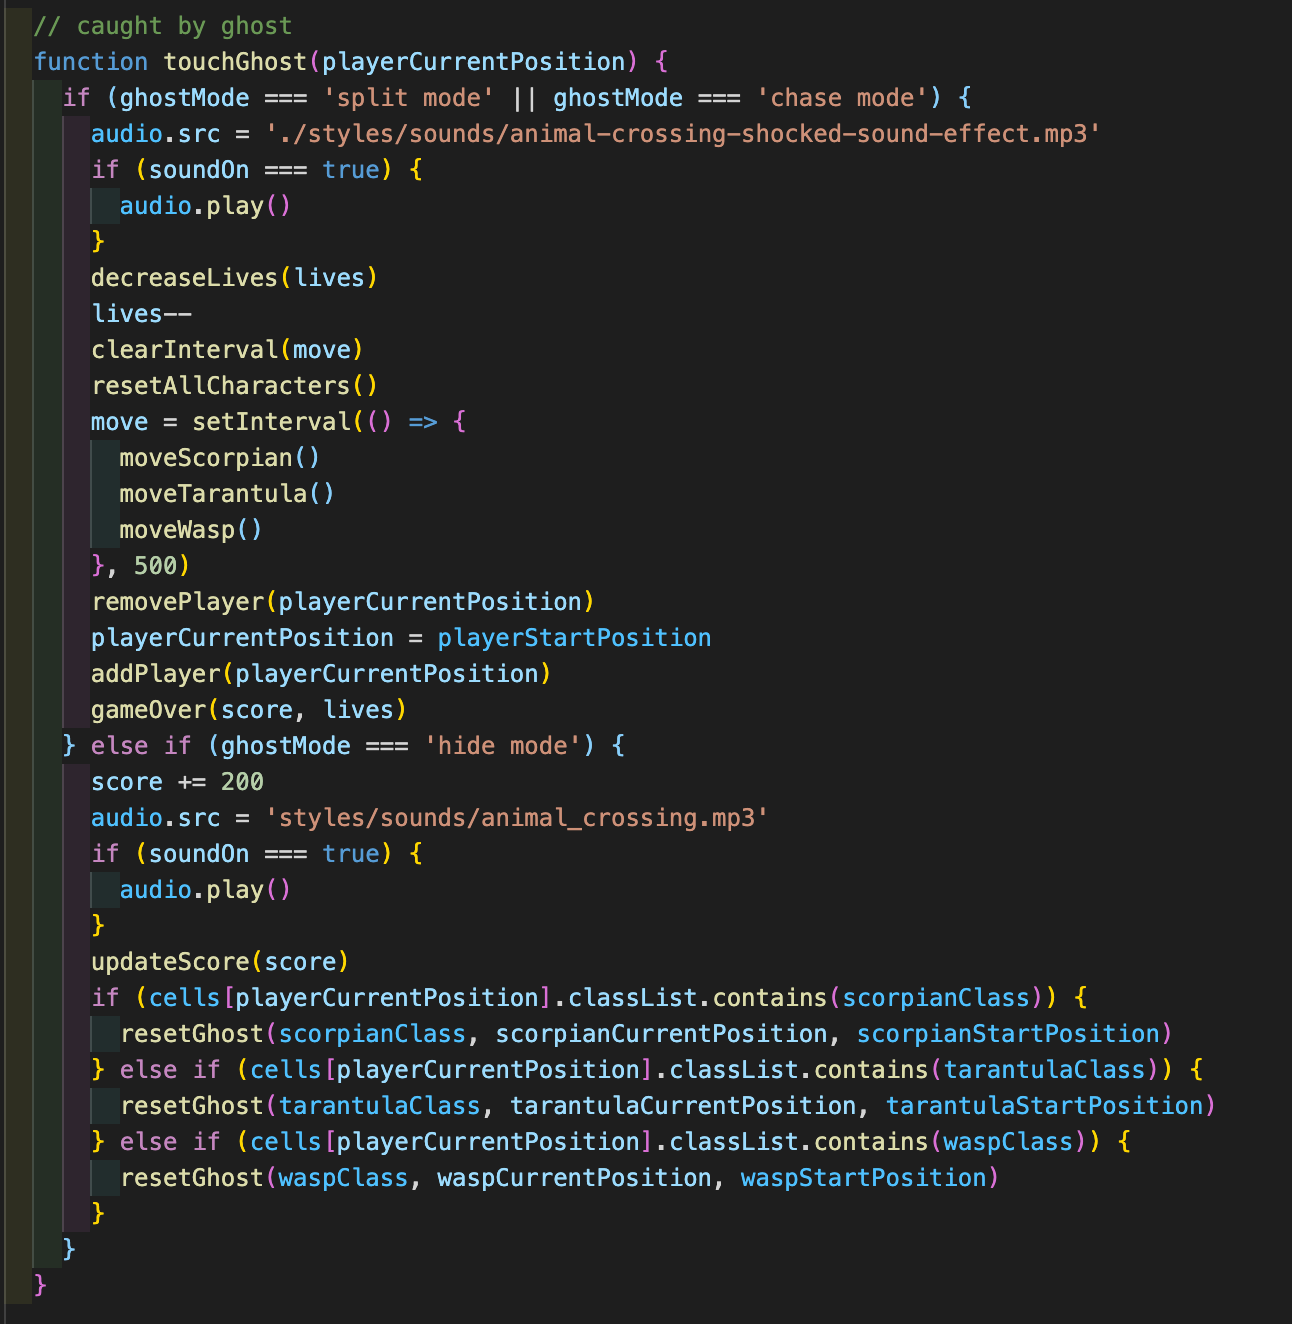 // caught by ghost
function touchGhost(playerCurrentPosition) {
  if (ghostMode === 'split mode' || ghostMode === 'chase mode') {
    audio.src = './styles/sounds/animal-crossing-shocked-sound-effect.mp3'
    if (soundOn === true) {
      audio.play()
    }
    decreaseLives(lives)
    lives--
    clearInterval(move)
    resetAllCharacters()
    move = setInterval(() => {
      moveScorpian()
      moveTarantula()
      moveWasp()
    }, 500)
    removePlayer(playerCurrentPosition)
    playerCurrentPosition = playerStartPosition
    addPlayer(playerCurrentPosition)
    gameOver(score, lives)
  } else if (ghostMode === 'hide mode') {
    score += 200
    audio.src = 'styles/sounds/animal_crossing.mp3'
    if (soundOn === true) {
      audio.play()
    }
    updateScore(score)
    if (cells[playerCurrentPosition].classList.contains(scorpianClass)) {
      resetGhost(scorpianClass, scorpianCurrentPosition, scorpianStartPosition)
    } else if (cells[playerCurrentPosition].classList.contains(tarantulaClass)) {
      resetGhost(tarantulaClass, tarantulaCurrentPosition, tarantulaStartPosition)
    } else if (cells[playerCurrentPosition].classList.contains(waspClass)) {
      resetGhost(waspClass, waspCurrentPosition, waspStartPosition)
    }
  }
}